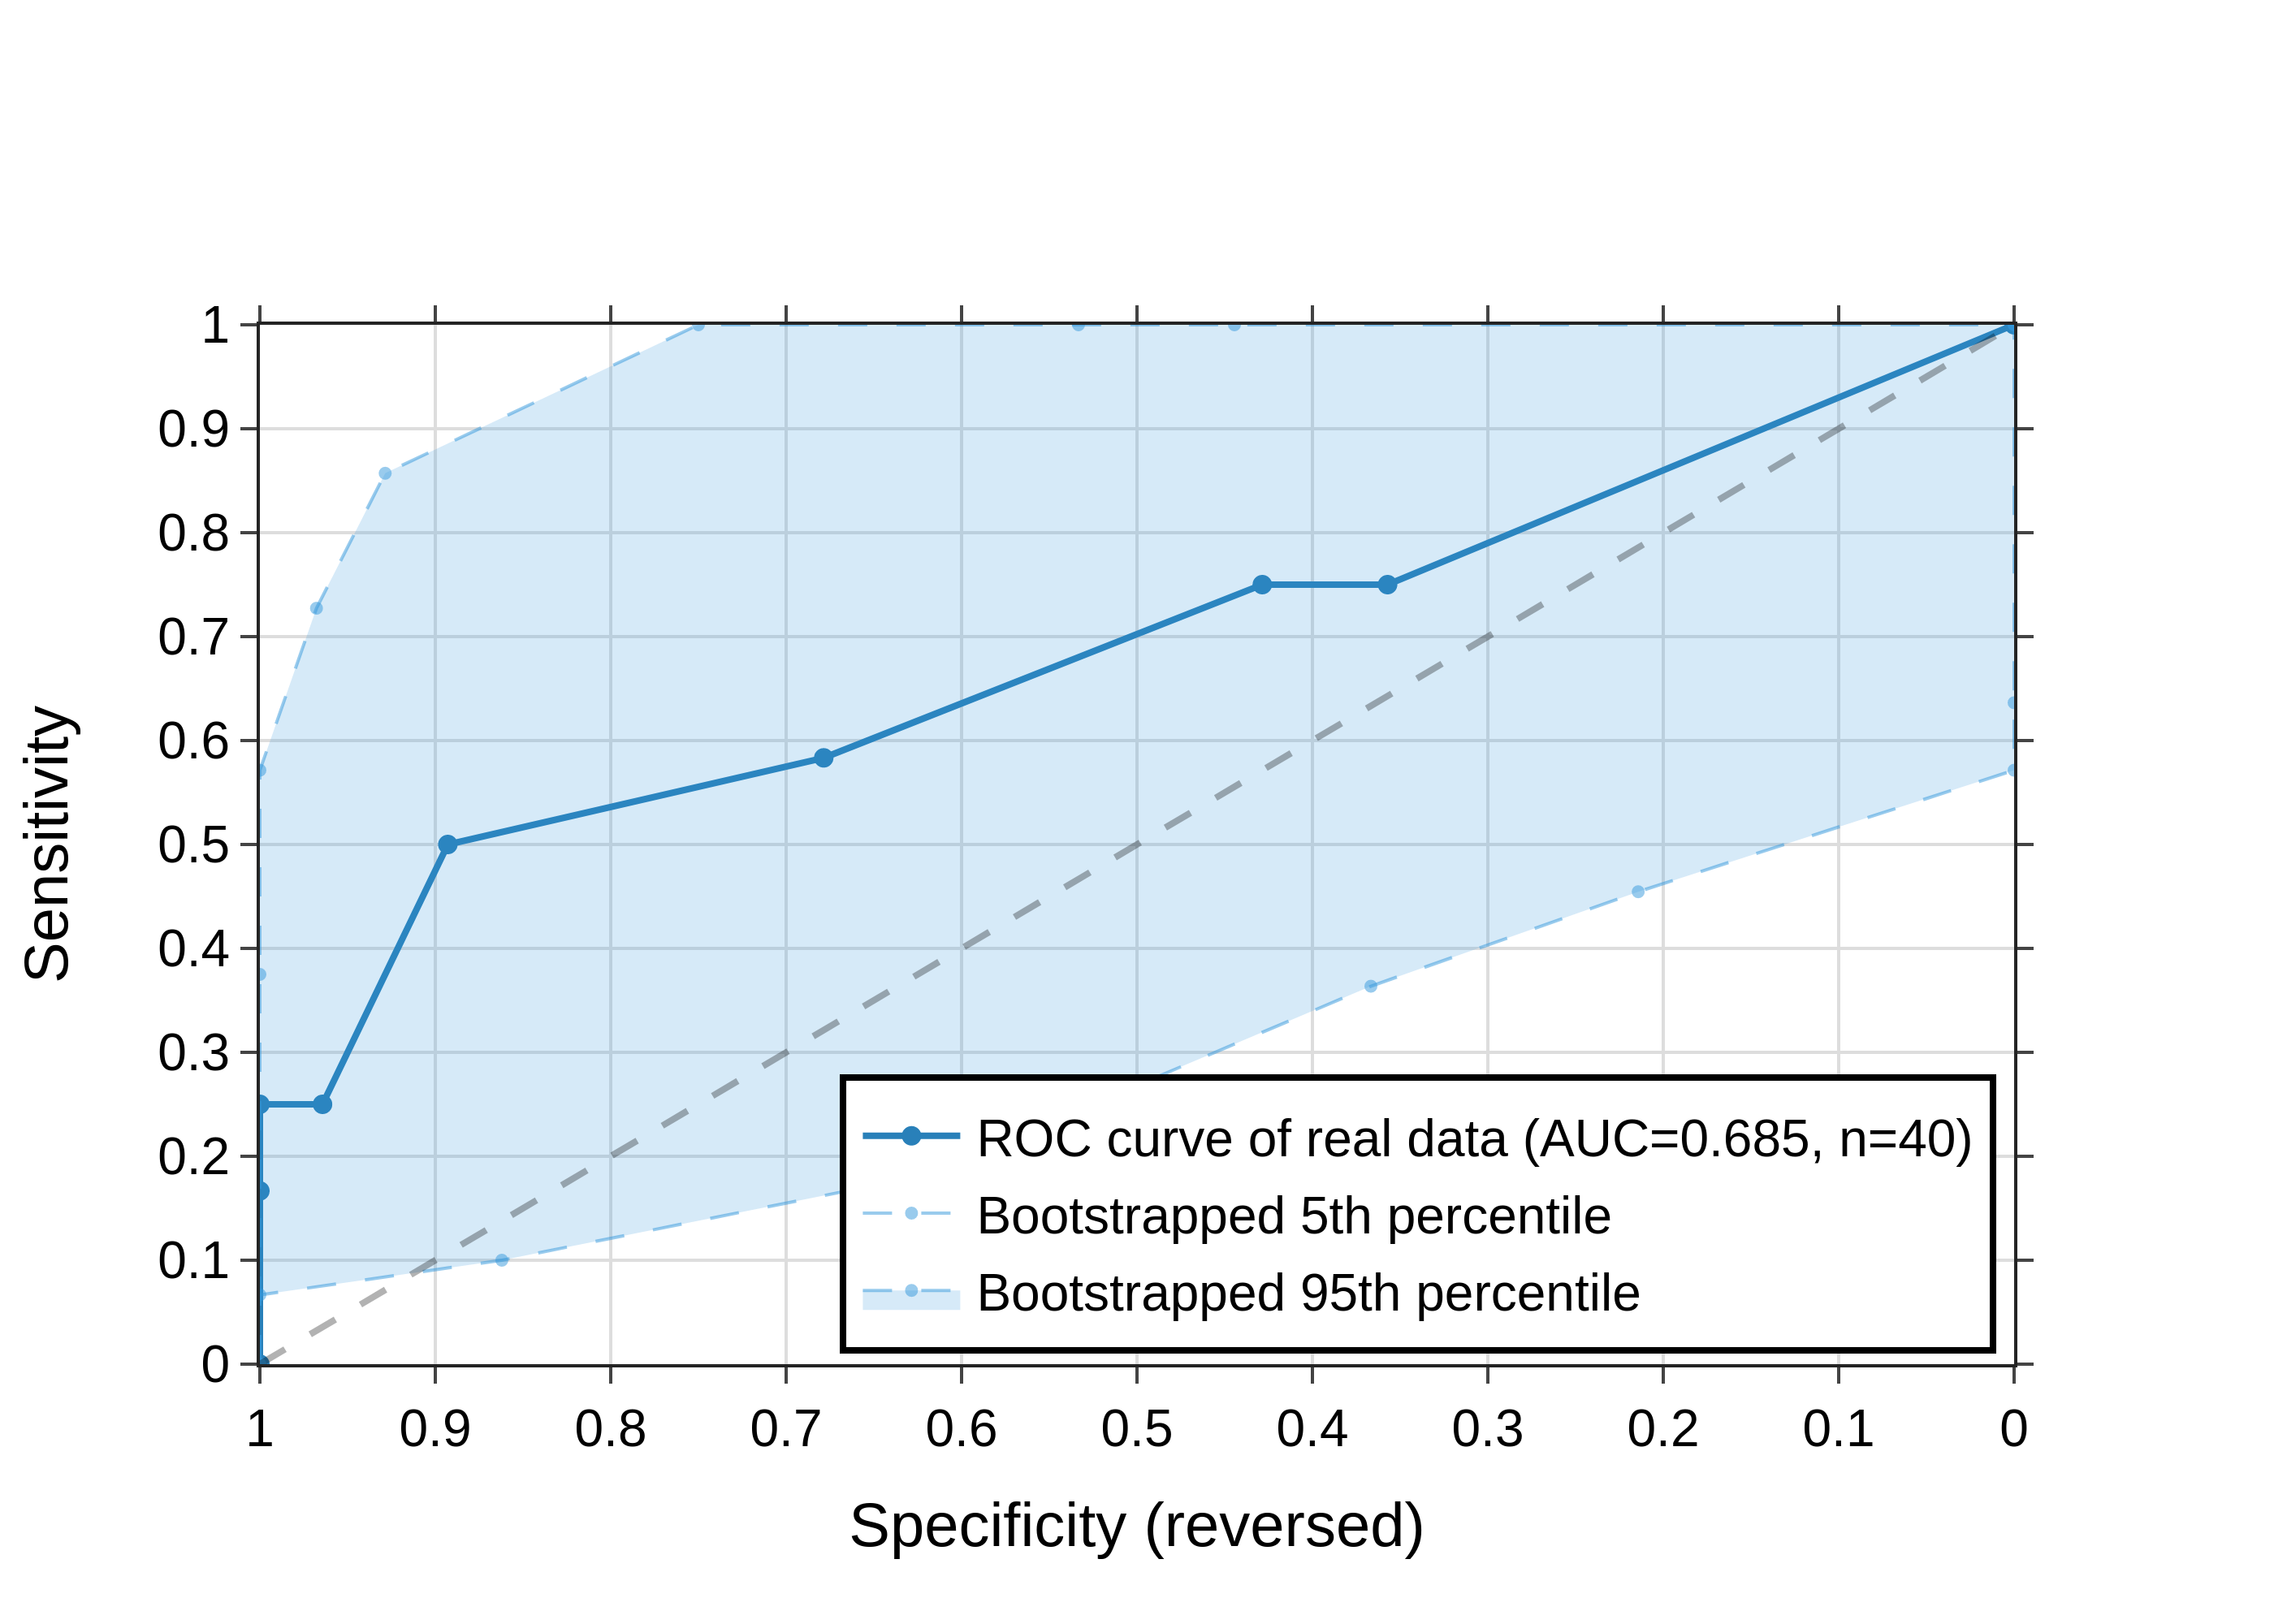 1
0.9
0.8
0.7
0.6
0.5
0.4
0.3
0.2
0.1
0
Sensitivity
ROC curve of real data (AUC=0.685, n=40)
Bootstrapped 5th percentile
Bootstrapped 95th percentile
1 0.9 0.8 0.7 0.6 0.5 0.4 0.3 0.2 0.1 0
Specificity (reversed)